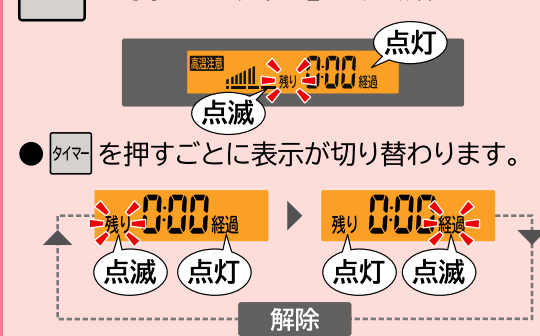 点灯
高温注意 残り 0:00 経過
点滅
● タイマー を押すごとに表示が切り替わります。
残り 0:00 経過 残り 0:00 経過
点滅 点灯 点灯 点滅
解除